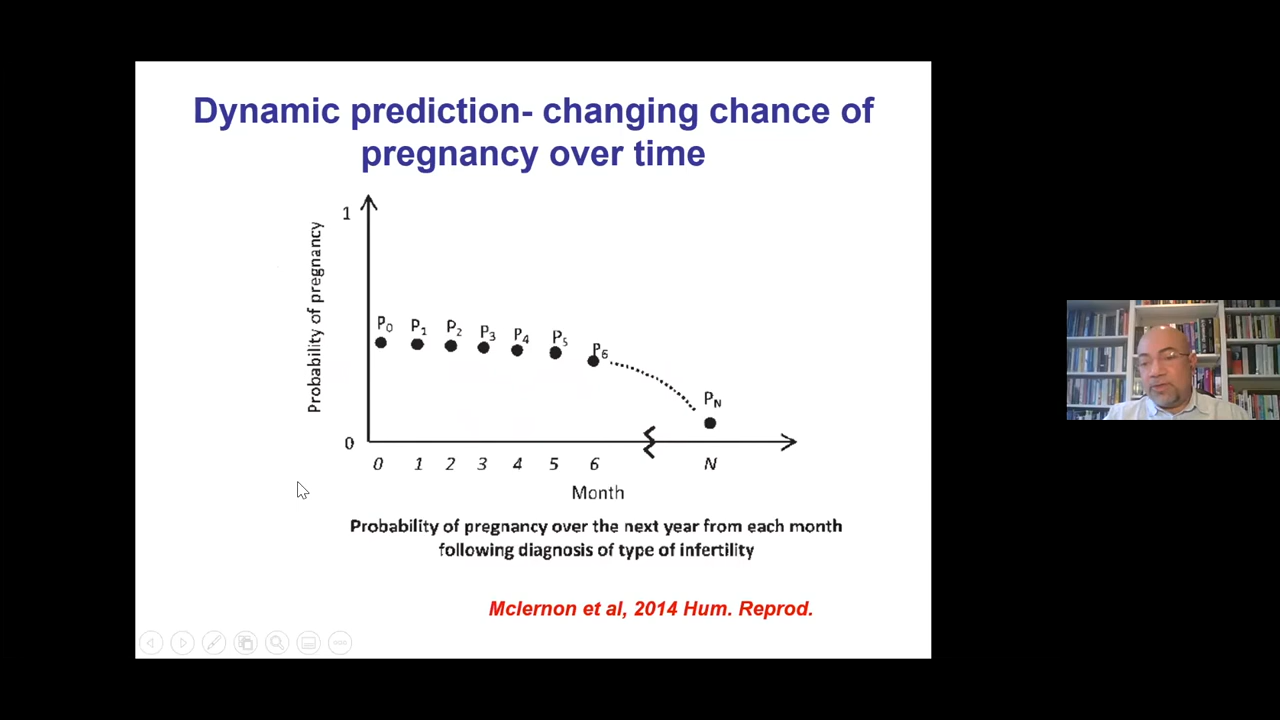 Dynamic prediction- changing chance of
pregnancy over time
1
Probability of pregnancy
P0 P1 P2 P3 P4 P5 P6
PN
0
0 1 2 3 4 5 6 N
Month
Probability of pregnancy over the next year from each month
following diagnosis of type of infertility
Mclernon et al, 2014 Hum. Reprod.